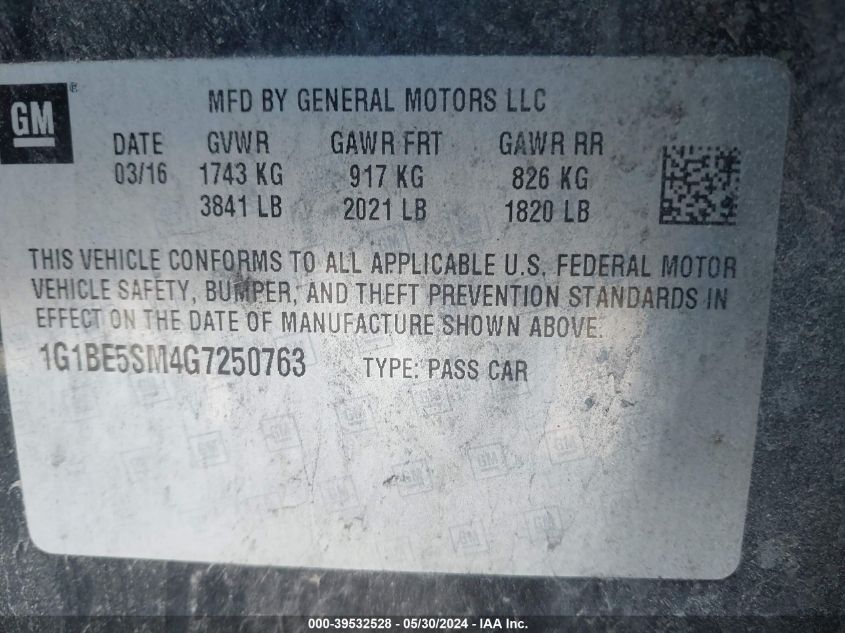 GM
®
MFD BY GENERAL MOTORS LLC
DATE GVWR GAWR FRT GAWR RR
03/16 1743 KG 917 KG 826 KG
3841 LB 2021 LB 1820 LB
THIS VEHICLE CONFORMS TO ALL APPLICABLE U.S. FEDERAL MOTOR
VEHICLE SAFETY, BUMPER, AND THEFT PREVENTION STANDARDS IN
EFFECT ON THE DATE OF MANUFACTURE SHOWN ABOVE.
1G1BE5SM4G7250763 TYPE: PASS CAR
GM
000-39532528 - 05/30/2024 - IAA Inc.